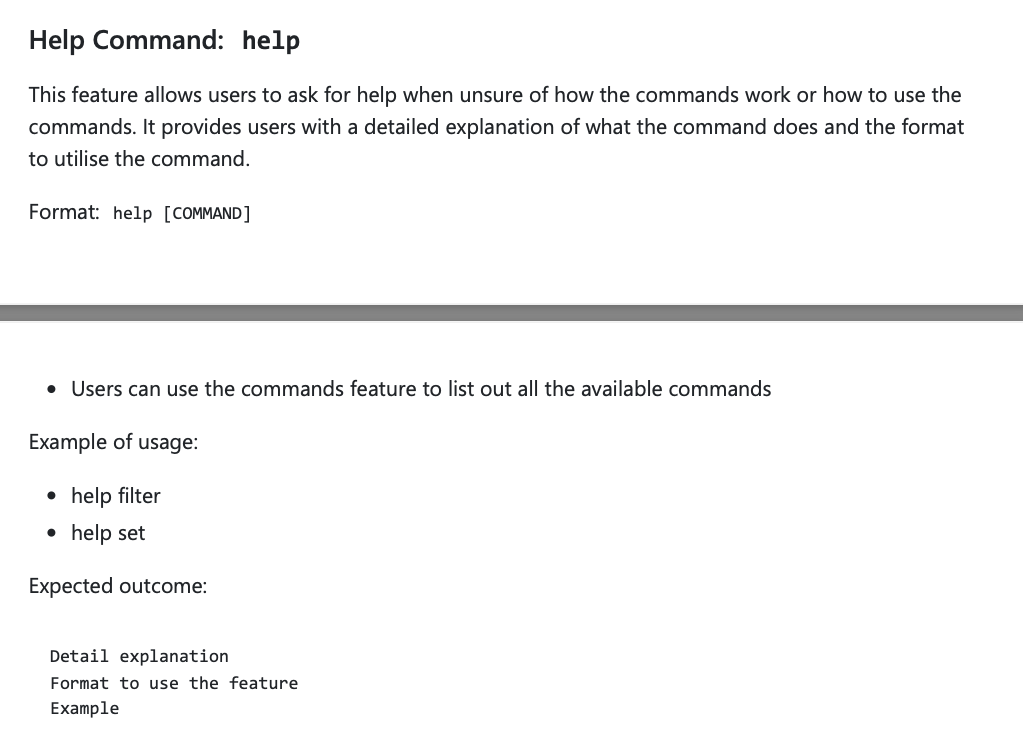 Help Command: help
This feature allows users to ask for help when unsure of how the commands work or how to use the
commands. It provides users with a detailed explanation of what the command does and the format
to utilise the command.
Format: help [COMMAND]
• Users can use the commands feature to list out all the available commands
Example of usage:
• help filter
• help set
Expected outcome:
Detail explanation
Format to use the feature
Example